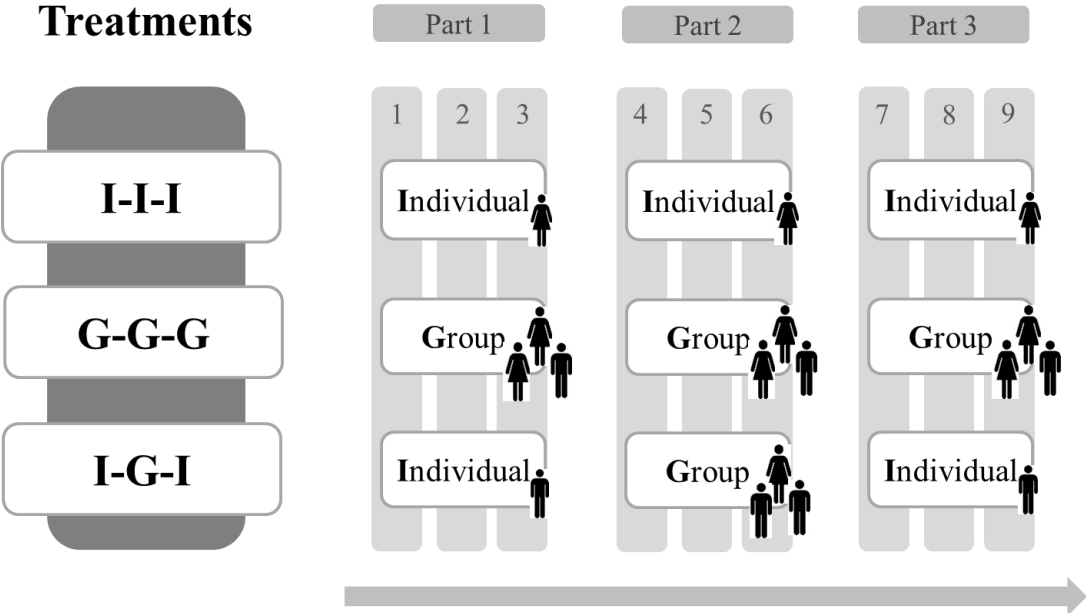 Treatments
Part 1
Part 2
Part 3
1 2 3
4 5 6
7 8 9
I-I-I
Individual
Individual
Individual
G-G-G
Group
Group
Group
I-G-I
Individual
Group
Individual